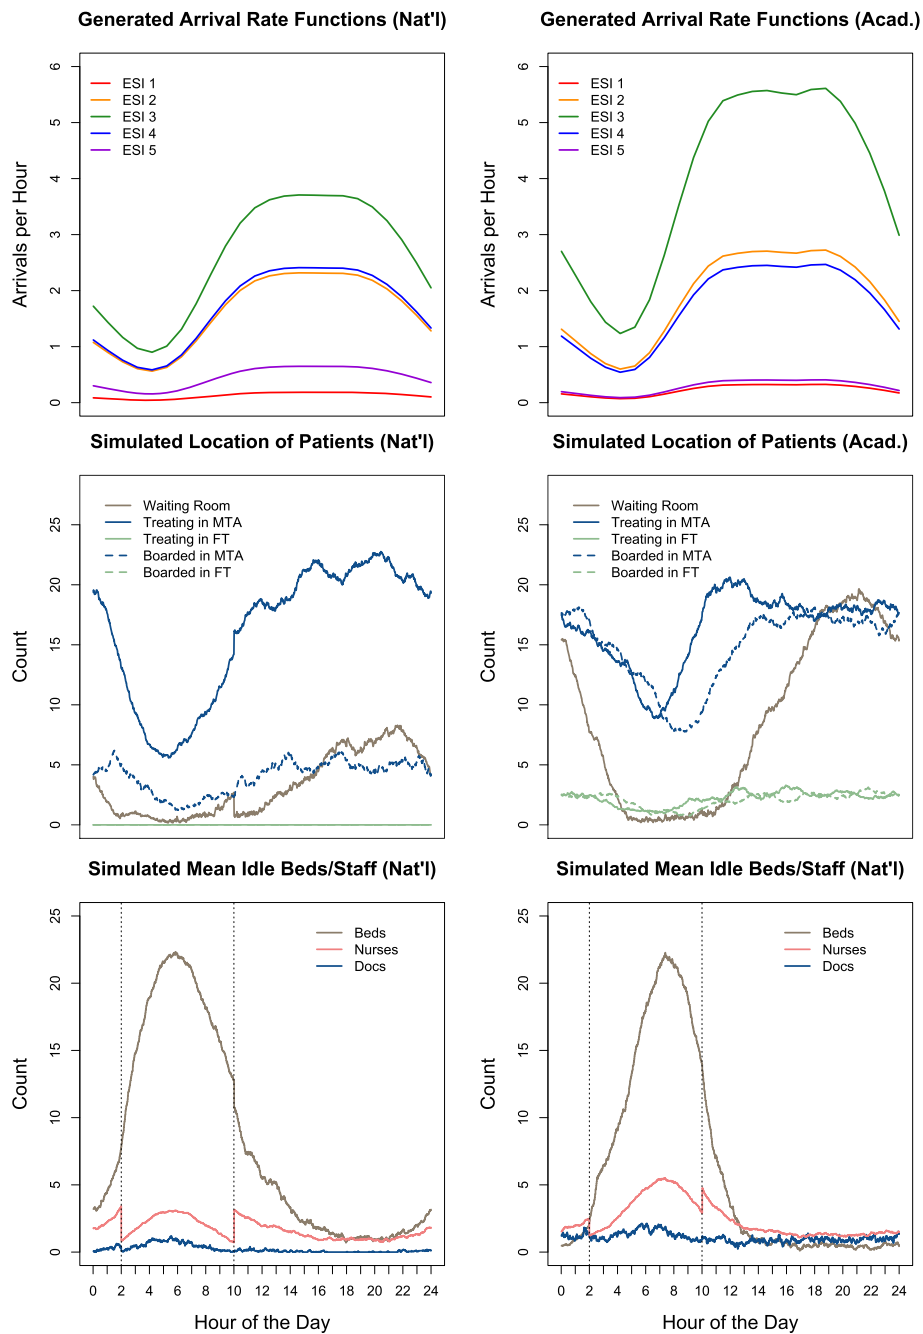 Generated Arrival Rate Functions (Nat'l)
Arrivals per Hour
6
5
4
3
2
1
0
ESI 1
ESI 2
ESI 3
ESI 4
ESI 5
Generated Arrival Rate Functions (Acad.)
Arrivals per Hour
6
5
4
3
2
1
0
ESI 1
ESI 2
ESI 3
ESI 4
ESI 5
Simulated Location of Patients (Nat'l)
Count
25
20
15
10
5
0
Waiting Room
Treating in MTA
Treating in FT
Boarded in MTA
Boarded in FT
Simulated Location of Patients (Acad.)
Count
25
20
15
10
5
0
Waiting Room
Treating in MTA
Treating in FT
Boarded in MTA
Boarded in FT
Simulated Mean Idle Beds/Staff (Nat'l)
Count
25
20
15
10
5
0
Beds
Nurses
Docs
0 2 4 6 8 10 12 14 16 18 20 22 24
Hour of the Day
Simulated Mean Idle Beds/Staff (Nat'l)
Count
25
20
15
10
5
0
Beds
Nurses
Docs
0 2 4 6 8 10 12 14 16 18 20 22 24
Hour of the Day